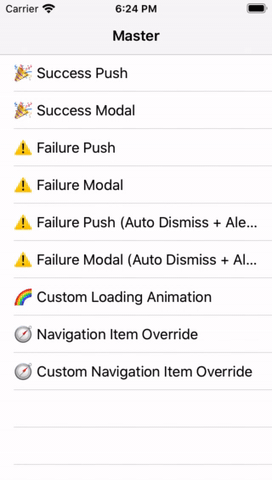 Carrier 6:24 PM
Master
🎉 Success Push
🎉 Success Modal
⚠️ Failure Push
⚠️ Failure Modal
⚠️ Failure Push (Auto Dismiss + Ale...
⚠️ Failure Modal (Auto Dismiss + Al...
🌈 Custom Loading Animation
🧭 Navigation Item Override
🧭 Custom Navigation Item Override